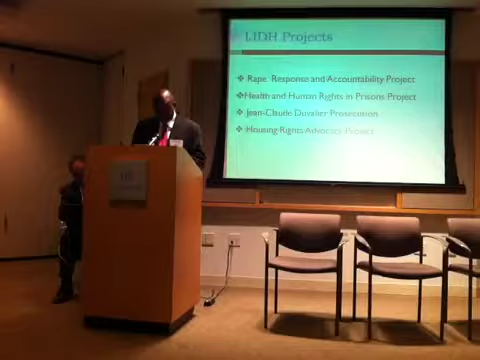 LIDH Projects
❖ Rape Response and Accountability Project
❖Health and Human Rights in Prisons Project
❖ Jean-Claude Duvalier Prosecution
❖ Housing Rights Advocacy Project